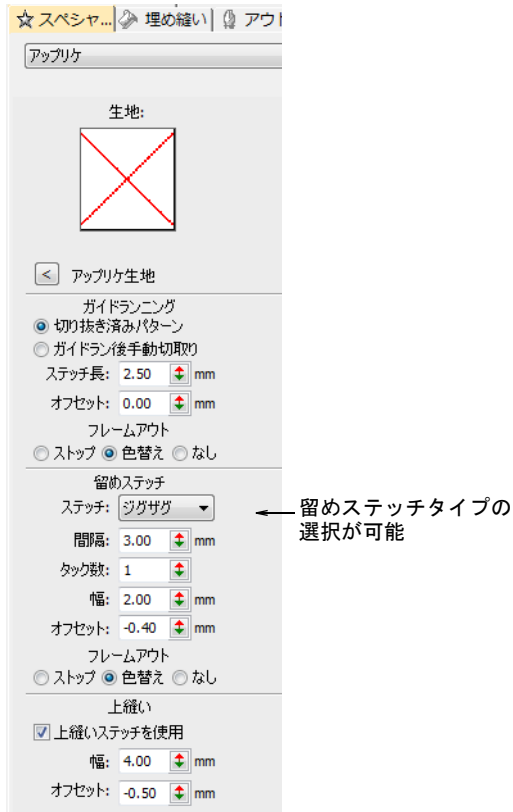 スペシャ... 埋め縫い アウト
アップリケ
生地:
< アップリケ生地
ガイドランニング
切り抜き済みパターン
ガイドラン後手動切取り
ステッチ長: 2.50 mm
オフセット: 0.00 mm
フレームアウト
ストップ 色替え なし
留めステッチ
ステッチ: ジグザグ
留めステッチタイプの
選択が可能
間隔: 3.00 mm
タック数: 1
幅: 2.00 mm
オフセット: -0.40 mm
フレームアウト
ストップ 色替え なし
上縫い
上縫いステッチを使用
幅: 4.00 mm
オフセット: -0.50 mm